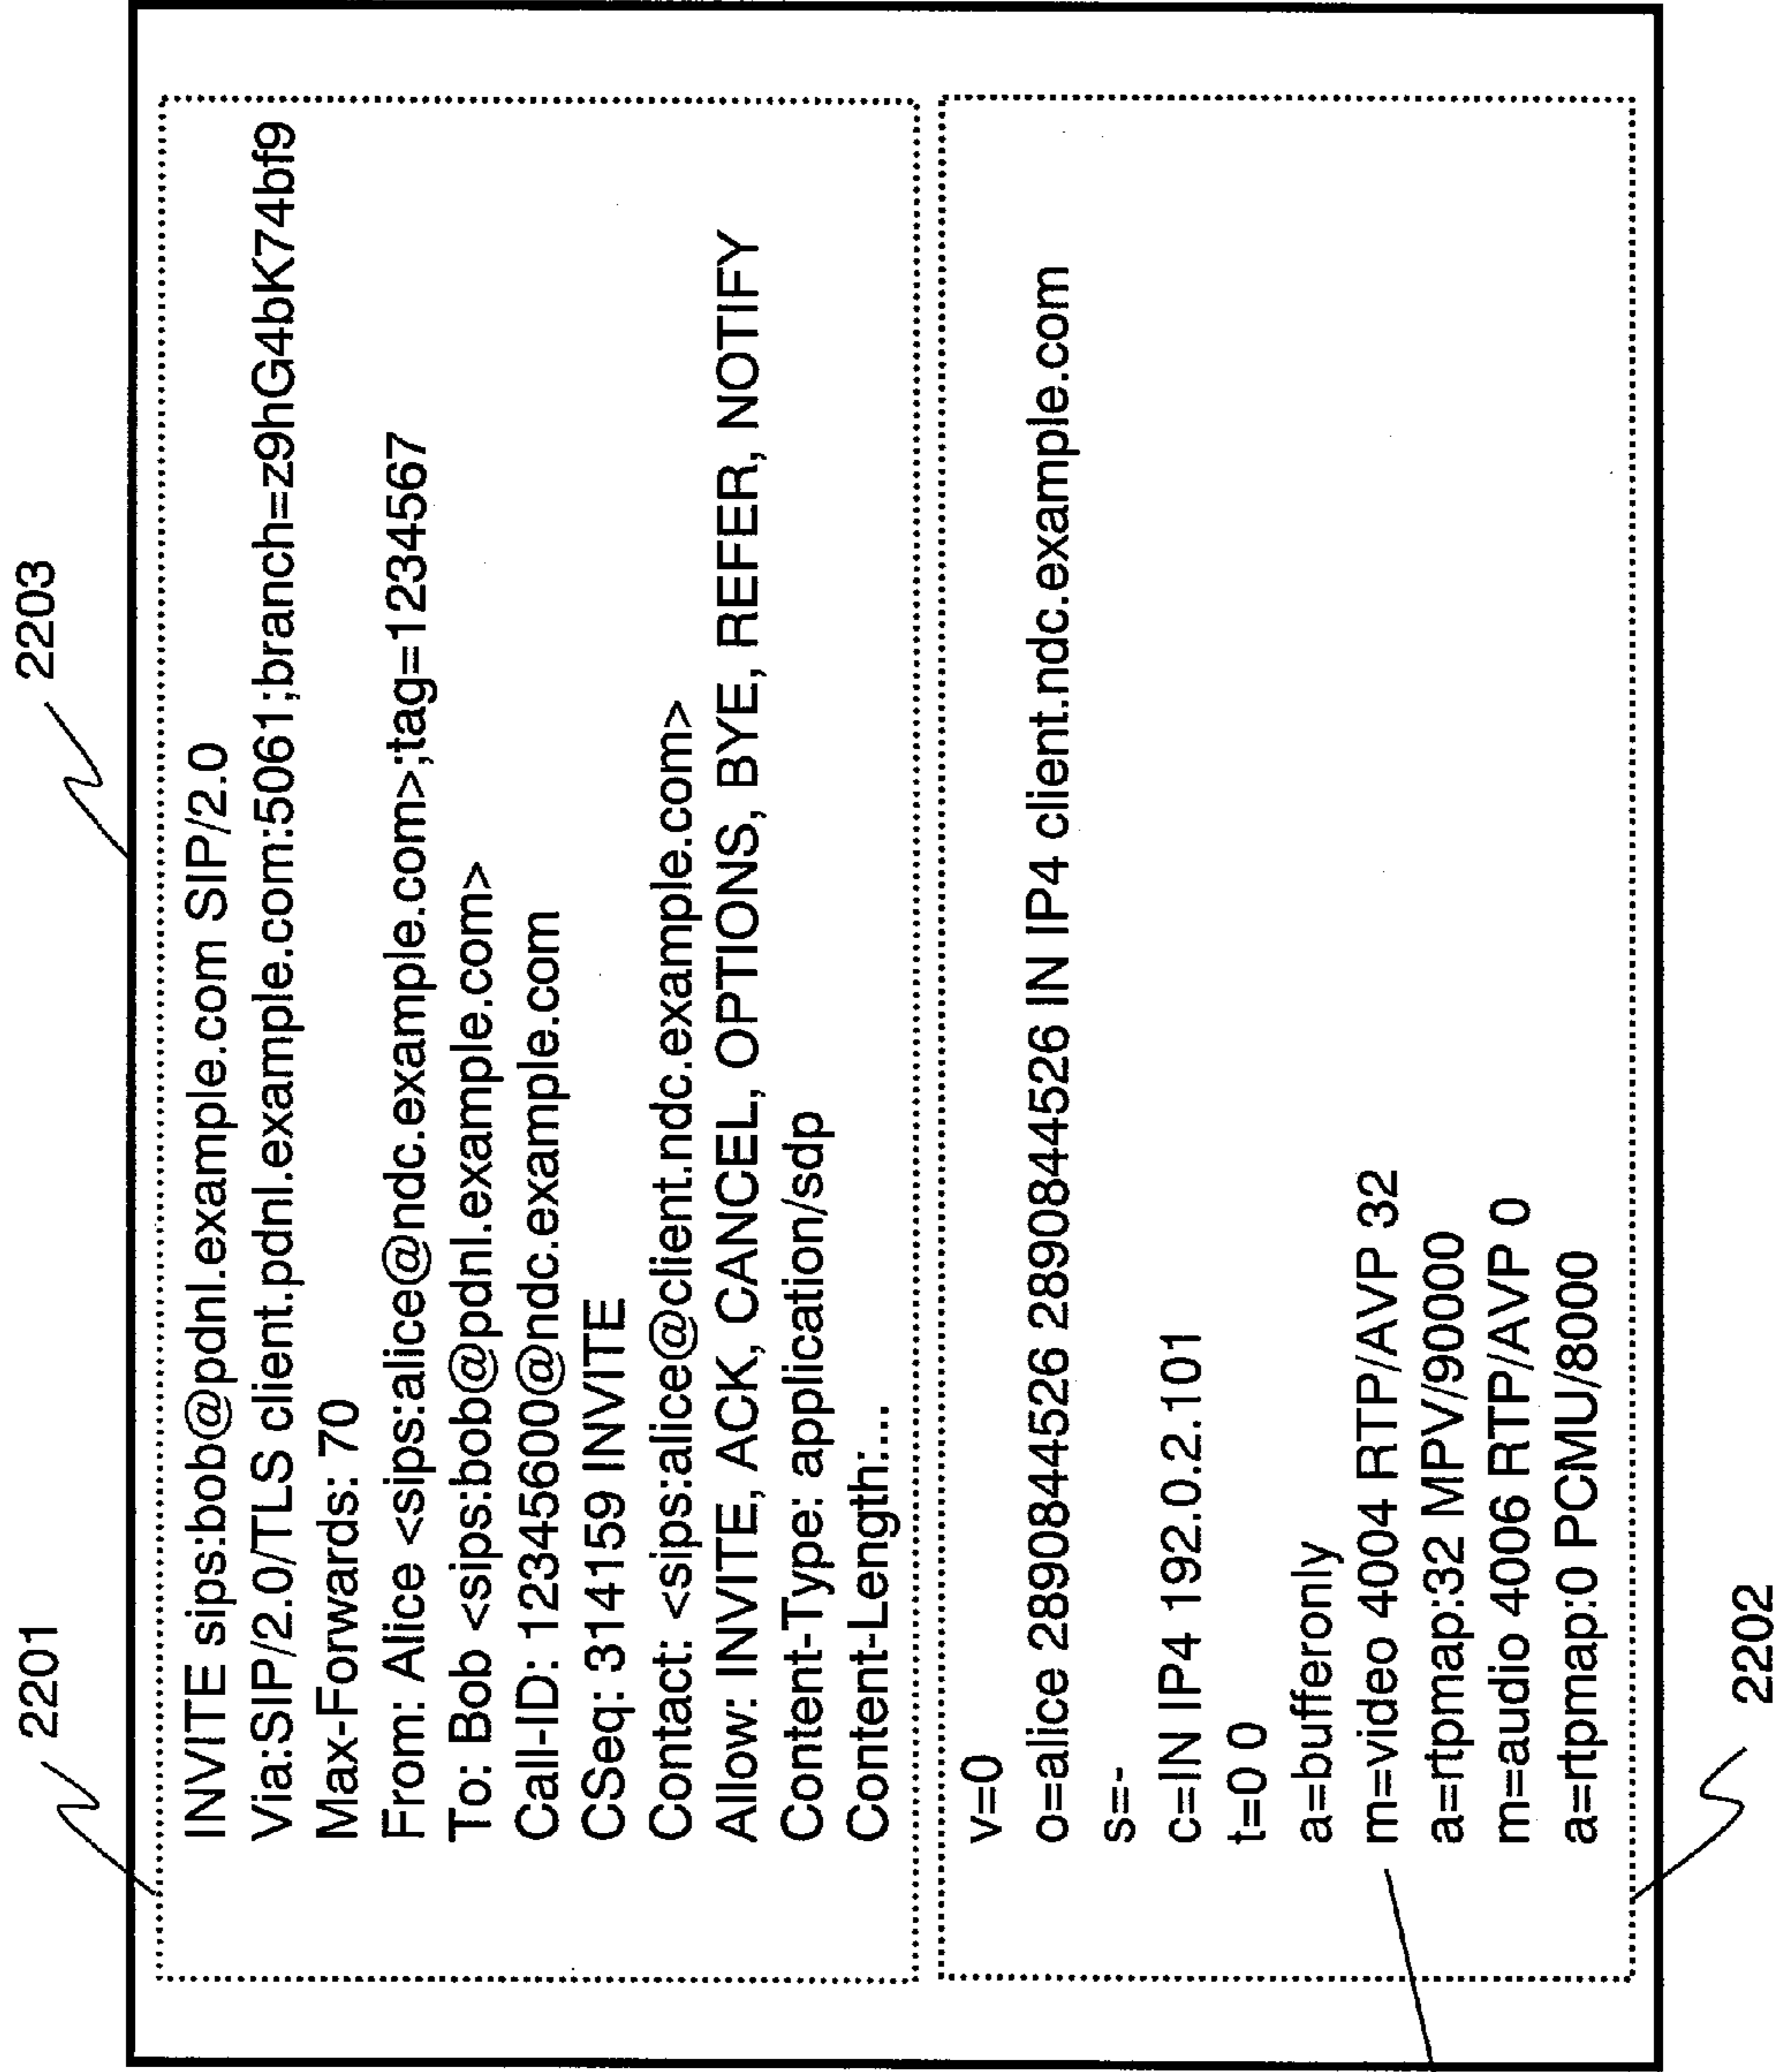 2201
2203
INVITE sips:bob@pdnl.example.com SIP/2.0
Via:SIP/2.0/TLS client.pdnl.example.com:5061;branch=z9hG4bK74bf9
Max-Forwards: 70
From: Alice <sips:alice@ndc.example.com>;tag=1234567
To: Bob <sips:bob@pdnl.example.com>
Call-ID: 12345600@ndc.example.com
CSeq: 314159 INVITE
Contact: <sips:alice@client.ndc.example.com>
Allow: INVITE, ACK, CANCEL, OPTIONS, BYE, REFER, NOTIFY
Content-Type: application/sdp
Content-Length:...
v=0
o=alice 2890844526 2890844526 IN IP4 client.ndc.example.com
s=-
c=IN IP4 192.0.2.101
t=0 0
a=bufferonly
m=video 4004 RTP/AVP 32
a=rtpmap:32 MPV/90000
m=audio 4006 RTP/AVP 0
a=rtpmap:0 PCMU/8000
2202